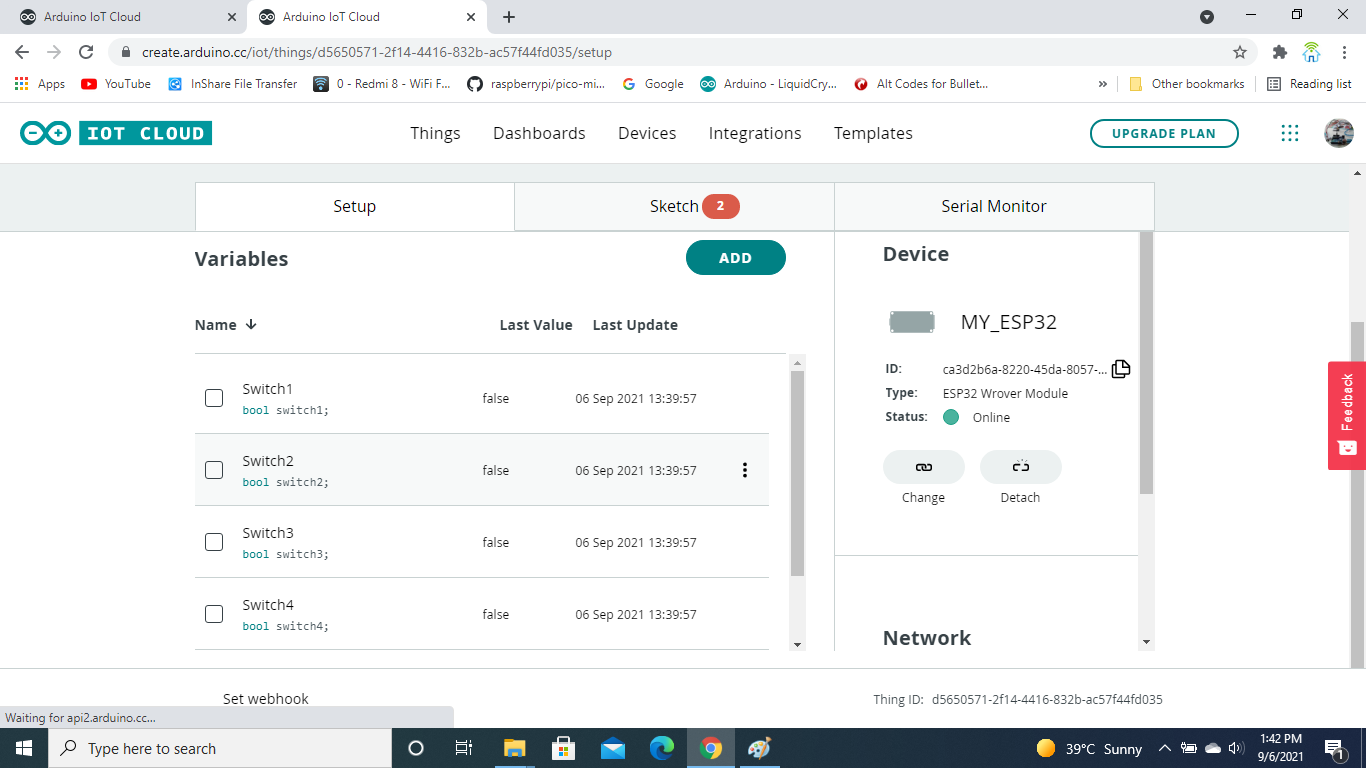 Arduino IoT Cloud
Arduino IoT Cloud
create.arduino.cc/iot/things/d5650571-2f14-4416-832b-ac57f44fd035/setup
Apps YouTube InShare File Transfer 0 - Redmi 8 - WiFi F... raspberrypi/pico-mi... Google Arduino - LiquidCry... Alt Codes for Bullet... » Other bookmarks Reading list
IOT CLOUD Things Dashboards Devices Integrations Templates UPGRADE PLAN
Setup Sketch 2 Serial Monitor
Variables ADD
Name Last Value Last Update
Switch1
bool switch1; false 06 Sep 2021 13:39:57
Switch2
bool switch2; false 06 Sep 2021 13:39:57
Switch3
bool switch3; false 06 Sep 2021 13:39:57
Switch4
bool switch4; false 06 Sep 2021 13:39:57
Device
MY_ESP32
ID: ca3d2b6a-8220-45da-8057-...
Type: ESP32 Wrover Module
Status: Online
Change Detach
Network
Feedback
Set webhook Thing ID: d5650571-2f14-4416-832b-ac57f44fd035
Waiting for api2.arduino.cc...
Type here to search 39°C Sunny 1:42 PM
9/6/2021 1